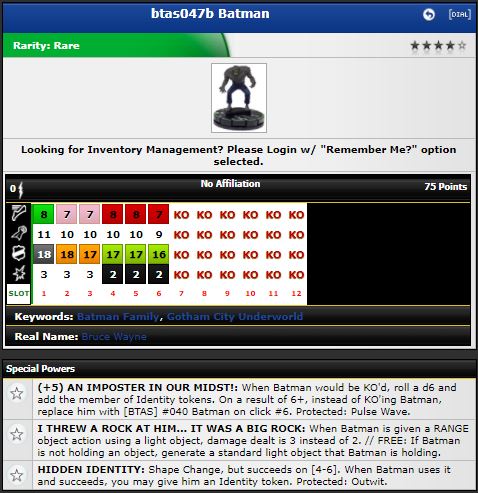 btas047b Batman
[DIAL]
Rarity: Rare
Looking for Inventory Management? Please Login w/ "Remember Me?" option
selected.
0 No Affiliation 75 Points
8 7 7 8 8 7 KO KO KO KO KO KO
11 10 10 10 10 9 KO KO KO KO KO KO
18 18 17 17 17 16 KO KO KO KO KO KO
3 3 3 2 2 2 KO KO KO KO KO KO
SLOT 1 2 3 4 5 6 7 8 9 10 11 12
Keywords: Batman Family, Gotham City Underworld
Real Name: Bruce Wayne
Special Powers
(+5) AN IMPOSTER IN OUR MIDST!: When Batman would be KO'd, roll a d6 and
add the member of Identity tokens. On a result of 6+, instead of KO'ing Batman,
replace him with [BTAS] #040 Batman on click #6. Protected: Pulse Wave.
I THREW A ROCK AT HIM... IT WAS A BIG ROCK: When Batman is given a RANGE
object action using a light object, damage dealt is 3 instead of 2. // FREE: If Batman
is not holding an object, generate a standard light object that Batman is holding.
HIDDEN IDENTITY: Shape Change, but succeeds on [4-6]. When Batman uses it
and succeeds, you may give him an Identity token. Protected: Outwit.